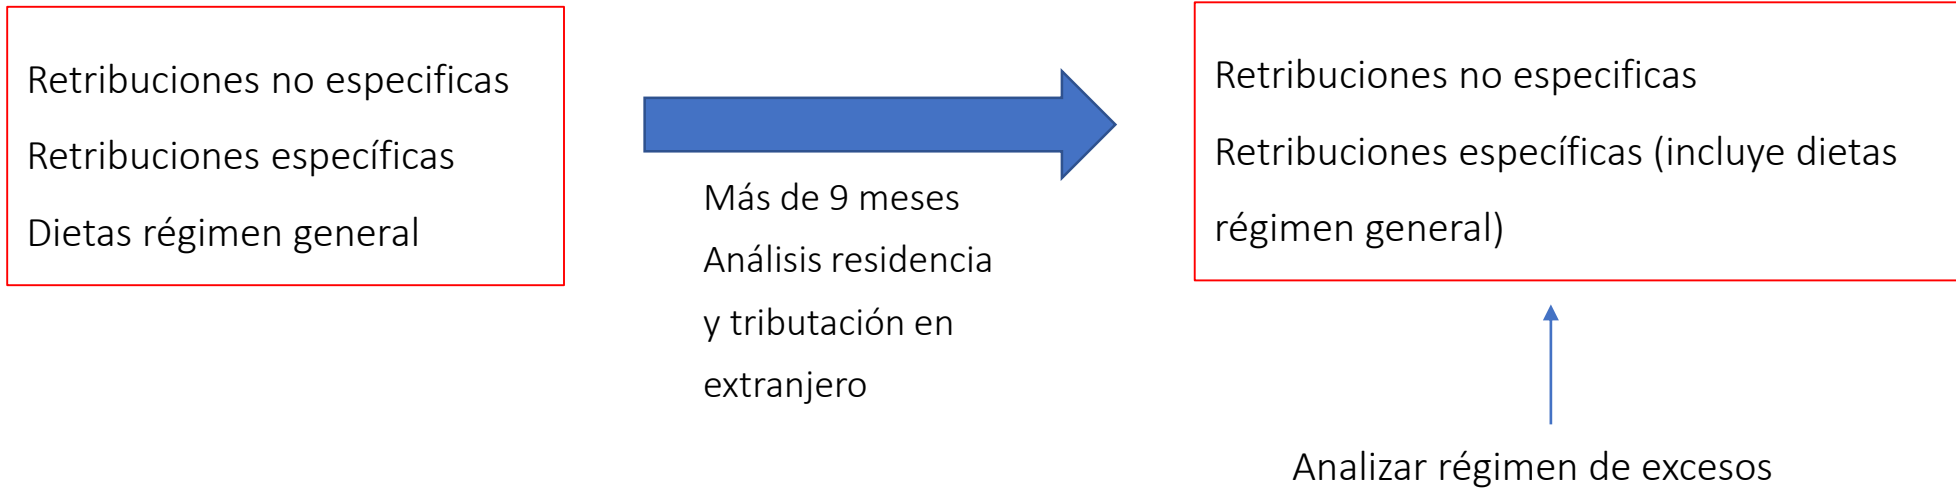 Retribuciones no especificas
Retribuciones específicas
Dietas régimen general
Más de 9 meses
Análisis residencia
y tributación en
extranjero
Retribuciones no especificas
Retribuciones específicas (incluye dietas
régimen general)
Analizar régimen de excesos